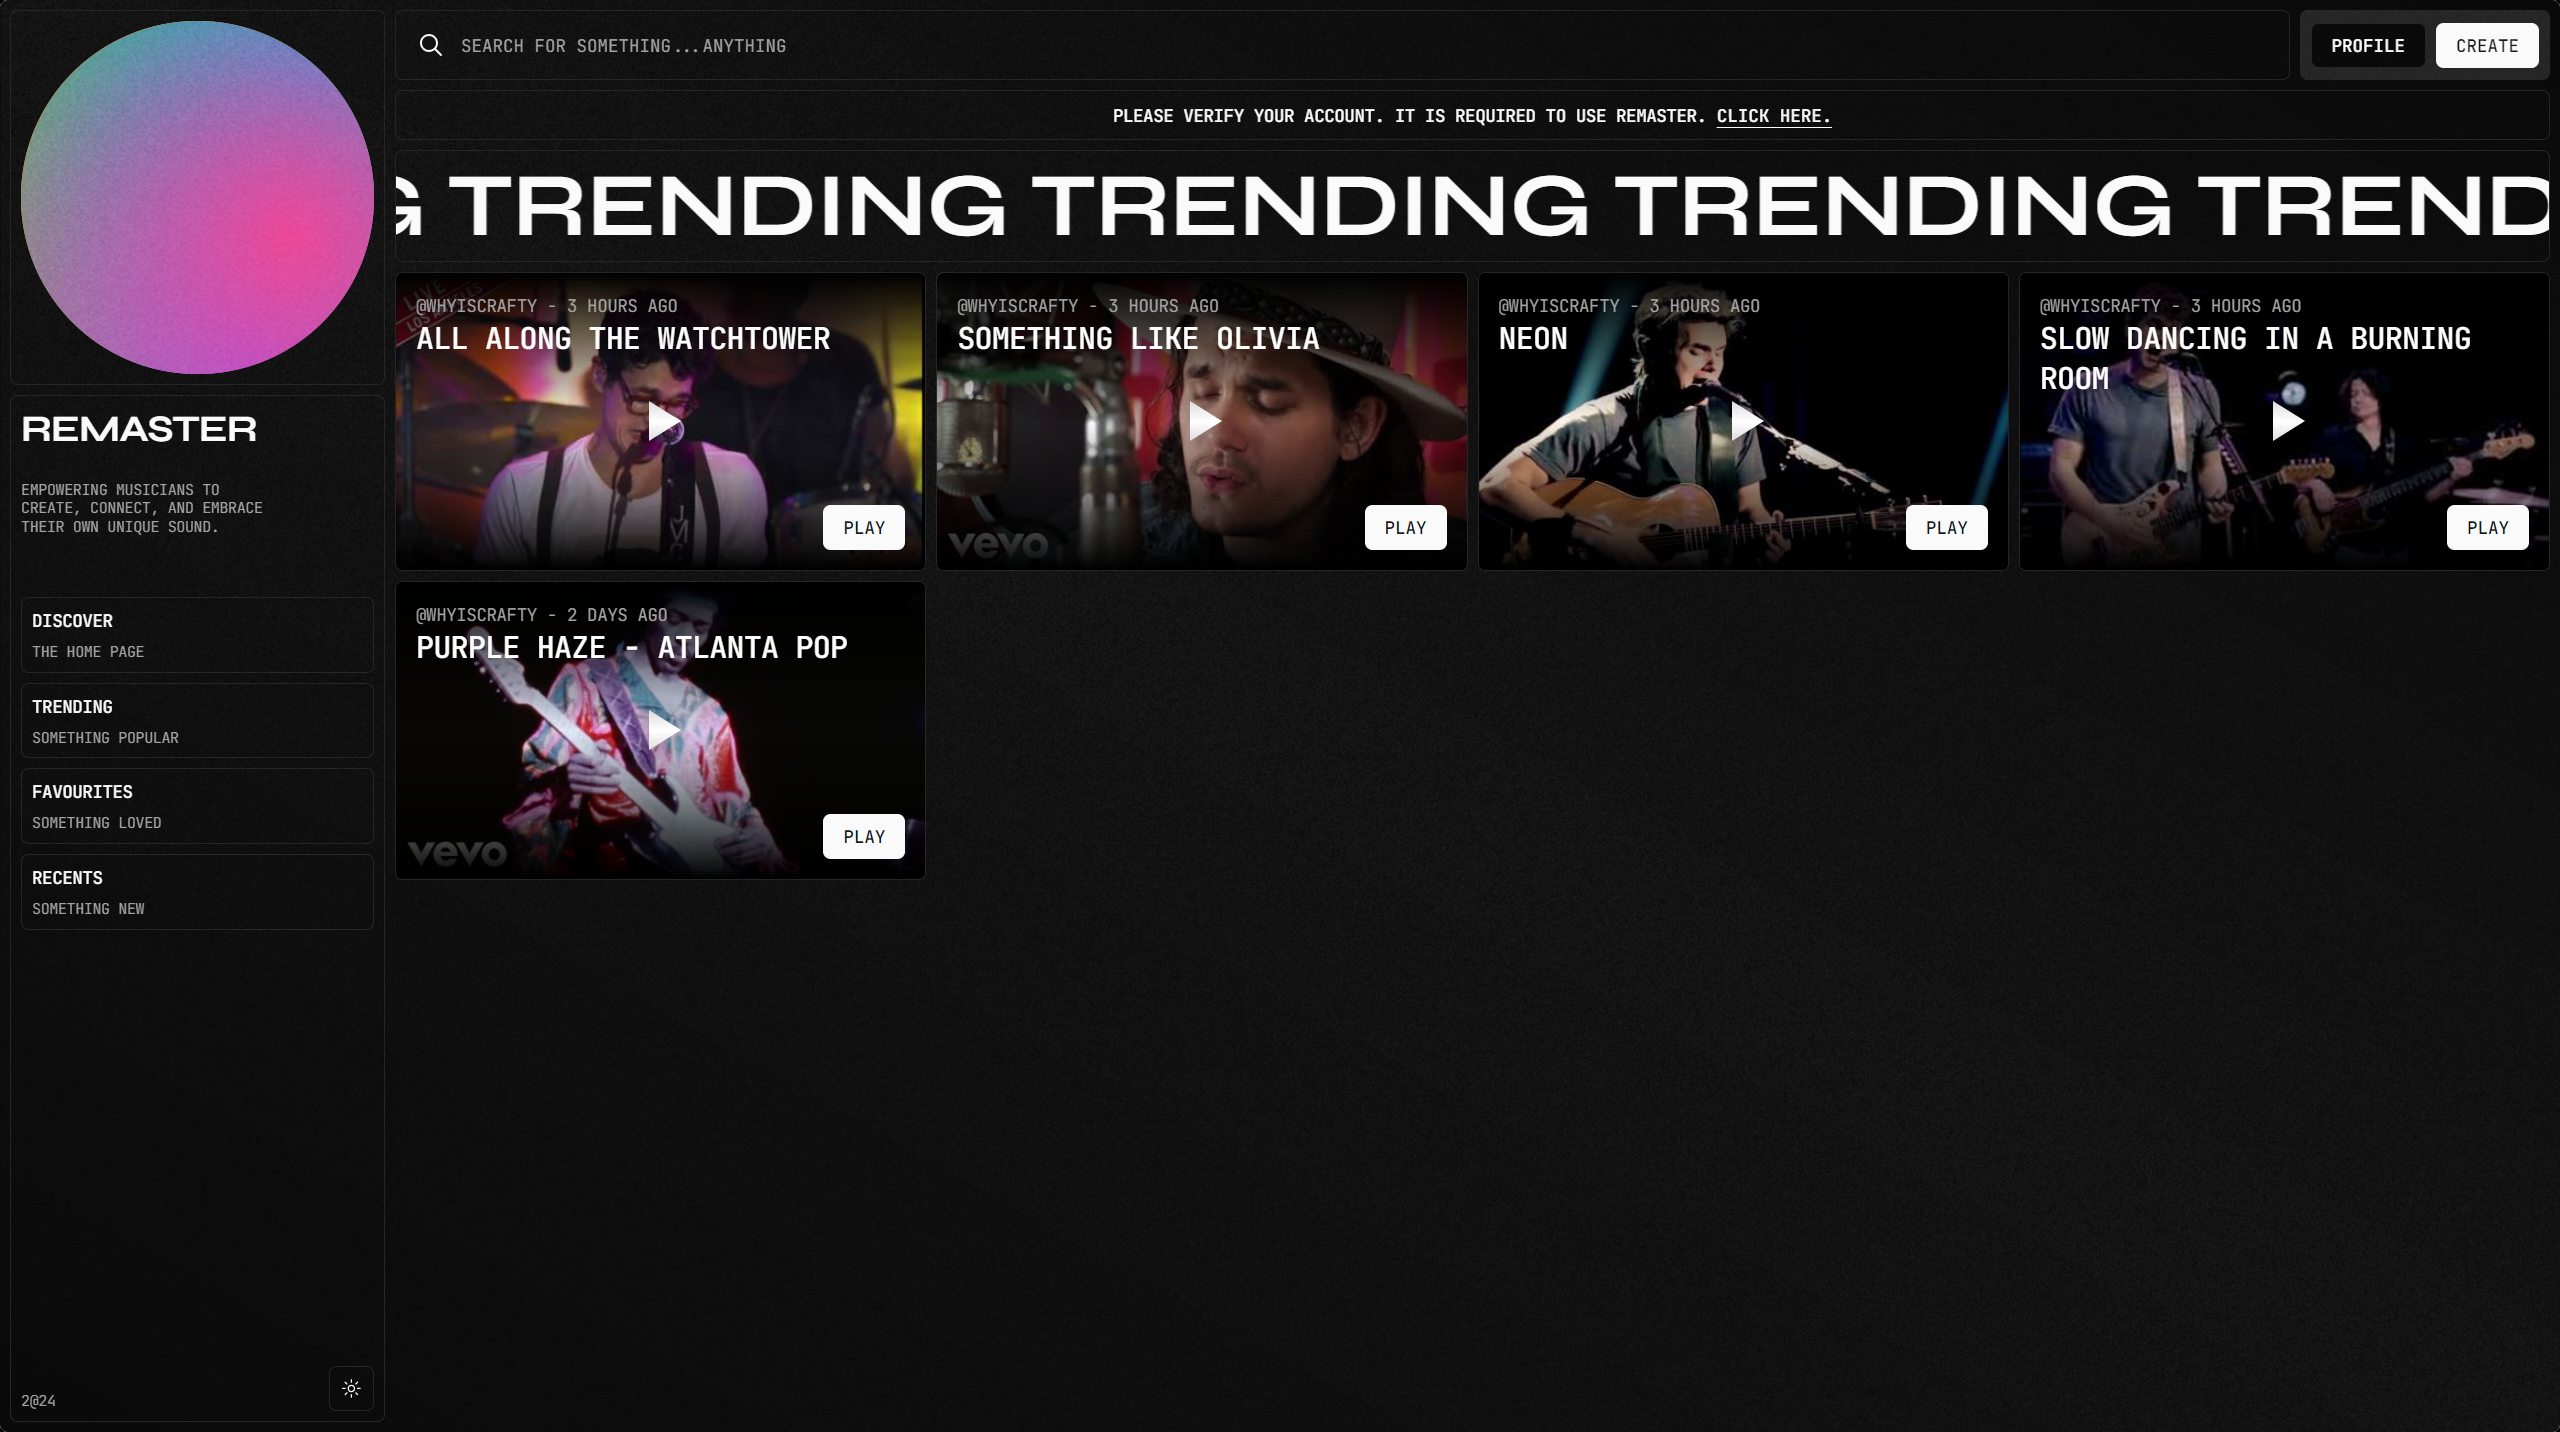 SEARCH FOR SOMETHING...ANYTHING
PROFILE
CREATE
PLEASE VERIFY YOUR ACCOUNT. IT IS REQUIRED TO USE REMASTER. CLICK HERE.
G TRENDING TRENDING TRENDING TREND
REMASTER
EMPOWERING MUSICIANS TO
CREATE, CONNECT, AND EMBRACE
THEIR OWN UNIQUE SOUND.
DISCOVER
THE HOME PAGE
TRENDING
SOMETHING POPULAR
FAVOURITES
SOMETHING LOVED
RECENTS
SOMETHING NEW
2@24
LIVE
@WHYISCRAFTY - 3 HOURS AGO
ALL ALONG THE WATCHTOWER
PLAY
@WHYISCRAFTY - 3 HOURS AGO
SOMETHING LIKE OLIVIA
vevo
PLAY
@WHYISCRAFTY - 3 HOURS AGO
NEON
PLAY
@WHYISCRAFTY - 3 HOURS AGO
SLOW DANCING IN A BURNING
ROOM
PLAY
@WHYISCRAFTY - 2 DAYS AGO
PURPLE HAZE - ATLANTA POP
vevo
PLAY